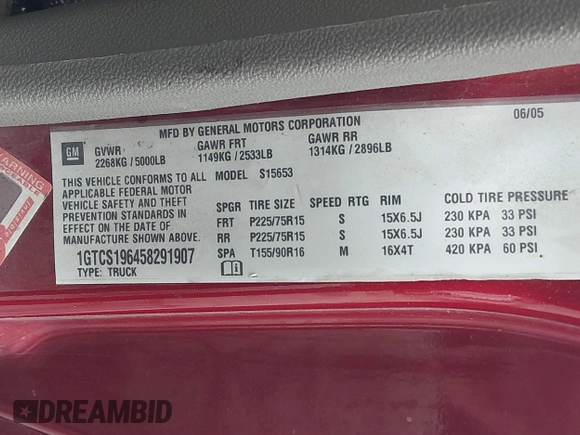 06/05
MFD BY GENERAL MOTORS CORPORATION
GM
GVWR GAWR FRT GAWR RR
2268KG / 5000LB 1149KG / 2533LB 1314KG / 2896LB
THIS VEHICLE CONFORMS TO ALL MODEL S15653
APPLICABLE FEDERAL MOTOR
VEHICLE SAFETY AND THEFT
PREVENTION STANDARDS IN
EFFECT ON THE DATE OF
MANUFACTURE SHOWN ABOVE.
1GTCS196458291907
TYPE: TRUCK
SPGR TIRE SIZE SPEED RTG RIM COLD TIRE PRESSURE
FRT P225/75R15 S 15X6.5J 230 KPA 33 PSI
RR P225/75R15 S 15X6.5J 230 KPA 33 PSI
SPA T155/90R16 M 16X4T 420 KPA 60 PSI
WARNING
DREAMBID